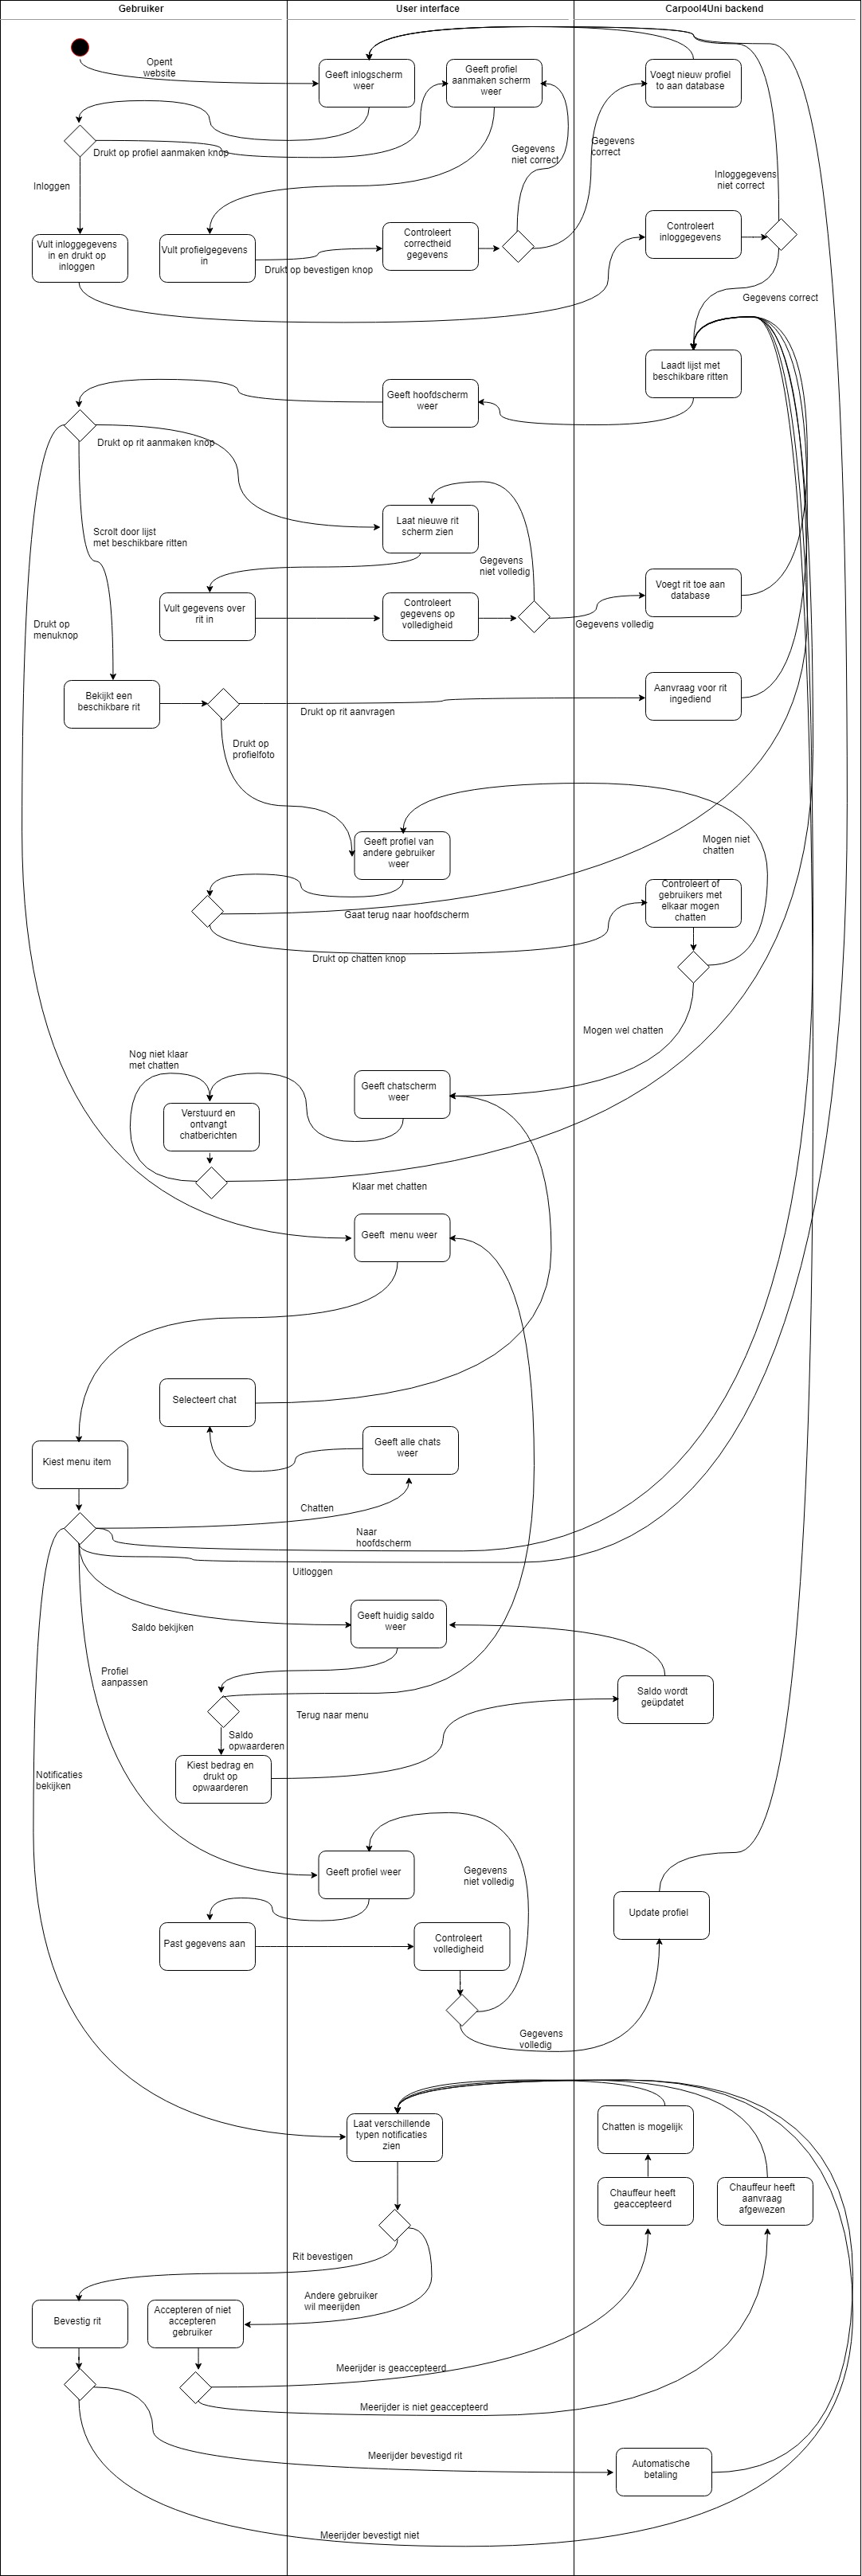 Gebruiker
User interface
Carpool4Uni backend
Opent
website
Geeft inlogscherm
weer
Geeft profiel
aanmaken scherm
weer
Voegt nieuw profiel
to aan database
Drukt op profiel aanmaken knop
Gegevens
niet correct
Gegevens
correct
Inloggen
Inloggegevens
niet correct
Vult inloggegevens
in en drukt op
inloggen
Vult profielgegevens
in
Controleert
correctheid
gegevens
Controleert
inloggegevens
Drukt op bevestigen knop
Gegevens correct
Laadt lijst met
beschikbare ritten
Geeft hoofdscherm
weer
Drukt op rit aanmaken knop
Laat nieuwe rit
scherm zien
Scrolt door lijst
met beschikbare ritten
Gegevens
niet volledig
Voegt rit toe aan
database
Vult gegevens over
rit in
Controleert
gegevens op
volledigheid
Gegevens volledig
Drukt op
menuknop
Bekijkt een
beschikbare rit
Aanvraag voor rit
ingediend
Drukt op rit aanvragen
Drukt op
profielfoto
Geeft profiel van
andere gebruiker
weer
Mogen niet
chatten
Controleert of
gebruikers met
elkaar mogen
chatten
Gaat terug naar hoofdscherm
Drukt op chatten knop
Mogen wel chatten
Nog niet klaar
met chatten
Geeft chatscherm
weer
Verstuurd en
ontvangt
chatberichten
Klaar met chatten
Geeft  menu weer
Selecteert chat
Geeft alle chats
weer
Kiest menu item
Chatten
Naar
hoofdscherm
Uitloggen
Geeft huidig saldo
weer
Saldo bekijken
Profiel
aanpassen
Saldo wordt
geüpdatet
Terug naar menu
Saldo
opwaarderen
Kiest bedrag en
drukt op
opwaarderen
Notificaties
bekijken
Geeft profiel weer
Gegevens
niet volledig
Update profiel
Past gegevens aan
Controleert
volledigheid
Gegevens
volledig
Laat verschillende
typen notificaties
zien
Chatten is mogelijk
Chauffeur heeft
geaccepteerd
Chauffeur heeft
aanvraag
afgewezen
Rit bevestigen
Andere gebruiker
wil meerijden
Bevestig rit
Accepteren of niet
accepteren
gebruiker
Meerijder is geaccepteerd
Meerijder is niet geaccepteerd
Meerijder bevestigd rit
Automatische
betaling
Meerijder bevestigt niet